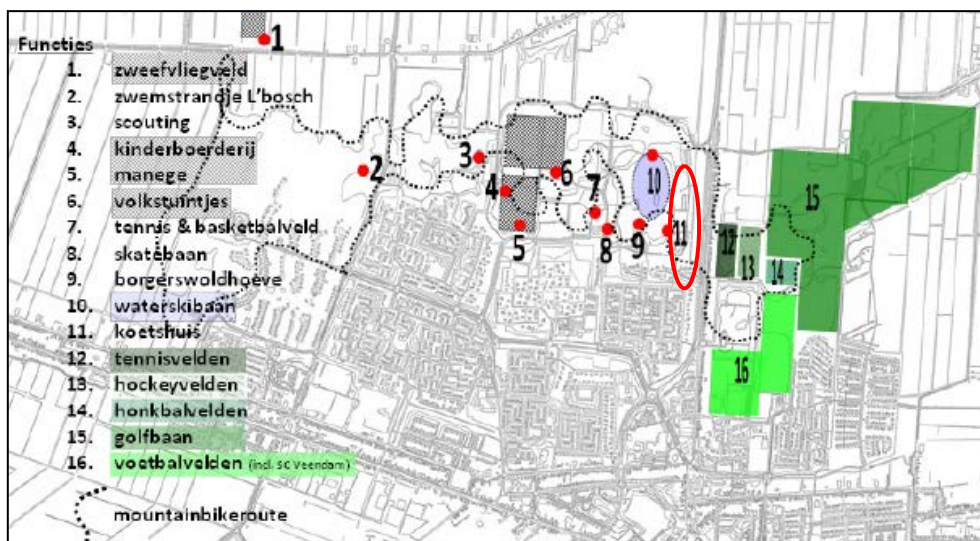 Functies
1. zweefvliegveld
2. zwemstrandje L'bosch
3. scouting
4. kinderboerderij
5. manege
6. volkstuintjes
7. tennis & basketbalveld
8. skatebaan
9. borgerswoldhoeve
10. waterskibaan
11. koetshuis
12. tennisvelden
13. hockeyvelden
14. honkbalvelden
15. golfbaan
16. voetbalvelden (incl. SC Veendam)
mountainbikeroute
1
2
3
4
5
6
7
8
9
10
11
12
13
14
15
16